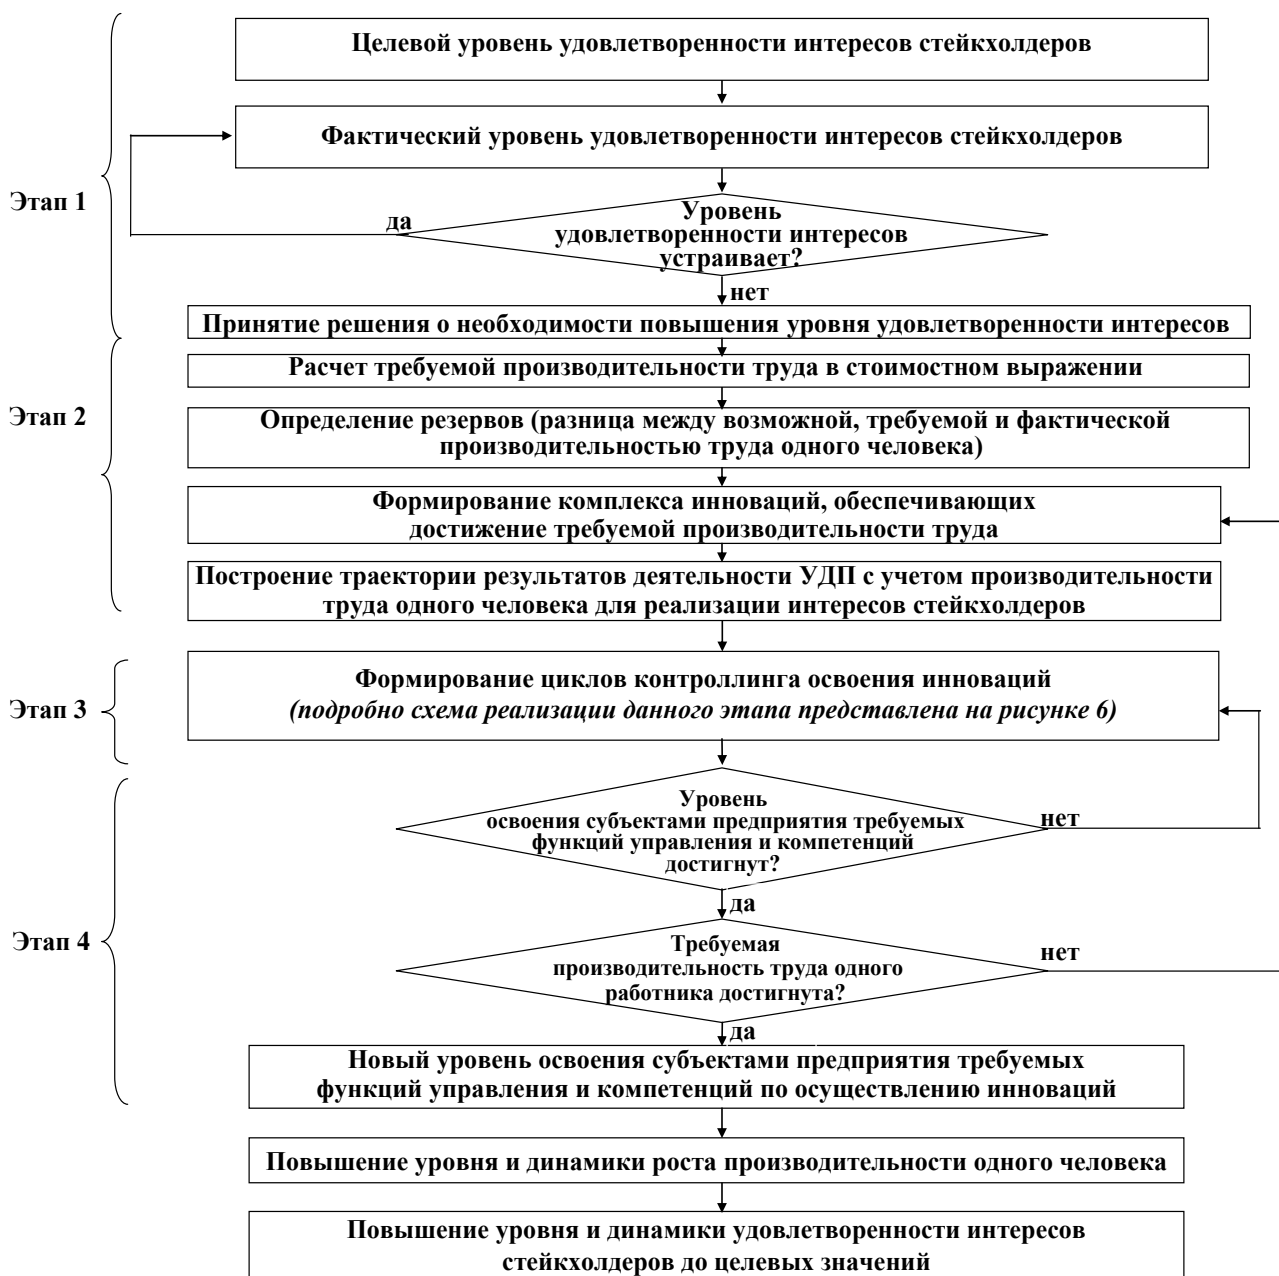 Целевой уровень удовлетворенности интересов стейкхолдеров
Фактический уровень удовлетворенности интересов стейкхолдеров
Этап 1
да
Уровень
удовлетворенности интересов
устраивает?
нет
Принятие решения о необходимости повышения уровня удовлетворенности интересов
Расчет требуемой производительности труда в стоимостном выражении
Этап 2
Определение резервов (разница между возможной, требуемой и фактической
производительностью труда одного человека)
Формирование комплекса инноваций, обеспечивающих
достижение требуемой производительности труда
Построение траектории результатов деятельности УДП с учетом производительности
труда одного человека для реализации интересов стейкхолдеров
Этап 3
Формирование циклов контроллинга освоения инноваций
(подробно схема реализации данного этапа представлена на рисунке 6)
Уровень
освоения субъектами предприятия требуемых
функций управления и компетенций
достигнут?
нет
да
Этап 4
Требуемая
производительность труда одного
работника достигнута?
нет
да
Новый уровень освоения субъектами предприятия требуемых
функций управления и компетенций по осуществлению инноваций
Повышение уровня и динамики роста производительности одного человека
Повышение уровня и динамики удовлетворенности интересов
стейкхолдеров до целевых значений